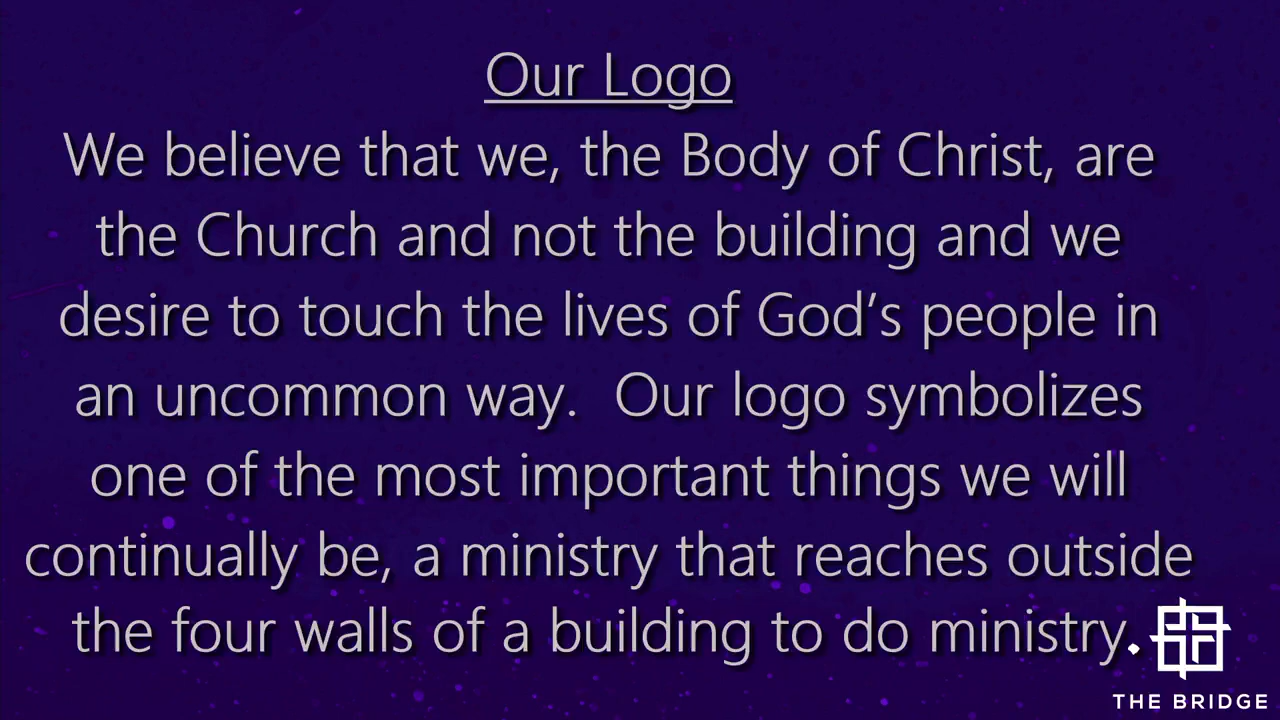 Our Logo
We believe that we, the Body of Christ, are
the Church and not the building and we
desire to touch the lives of God’s people in
an uncommon way.  Our logo symbolizes
one of the most important things we will
continually be, a ministry that reaches outside
the four walls of a building to do ministry.
THE BRIDGE